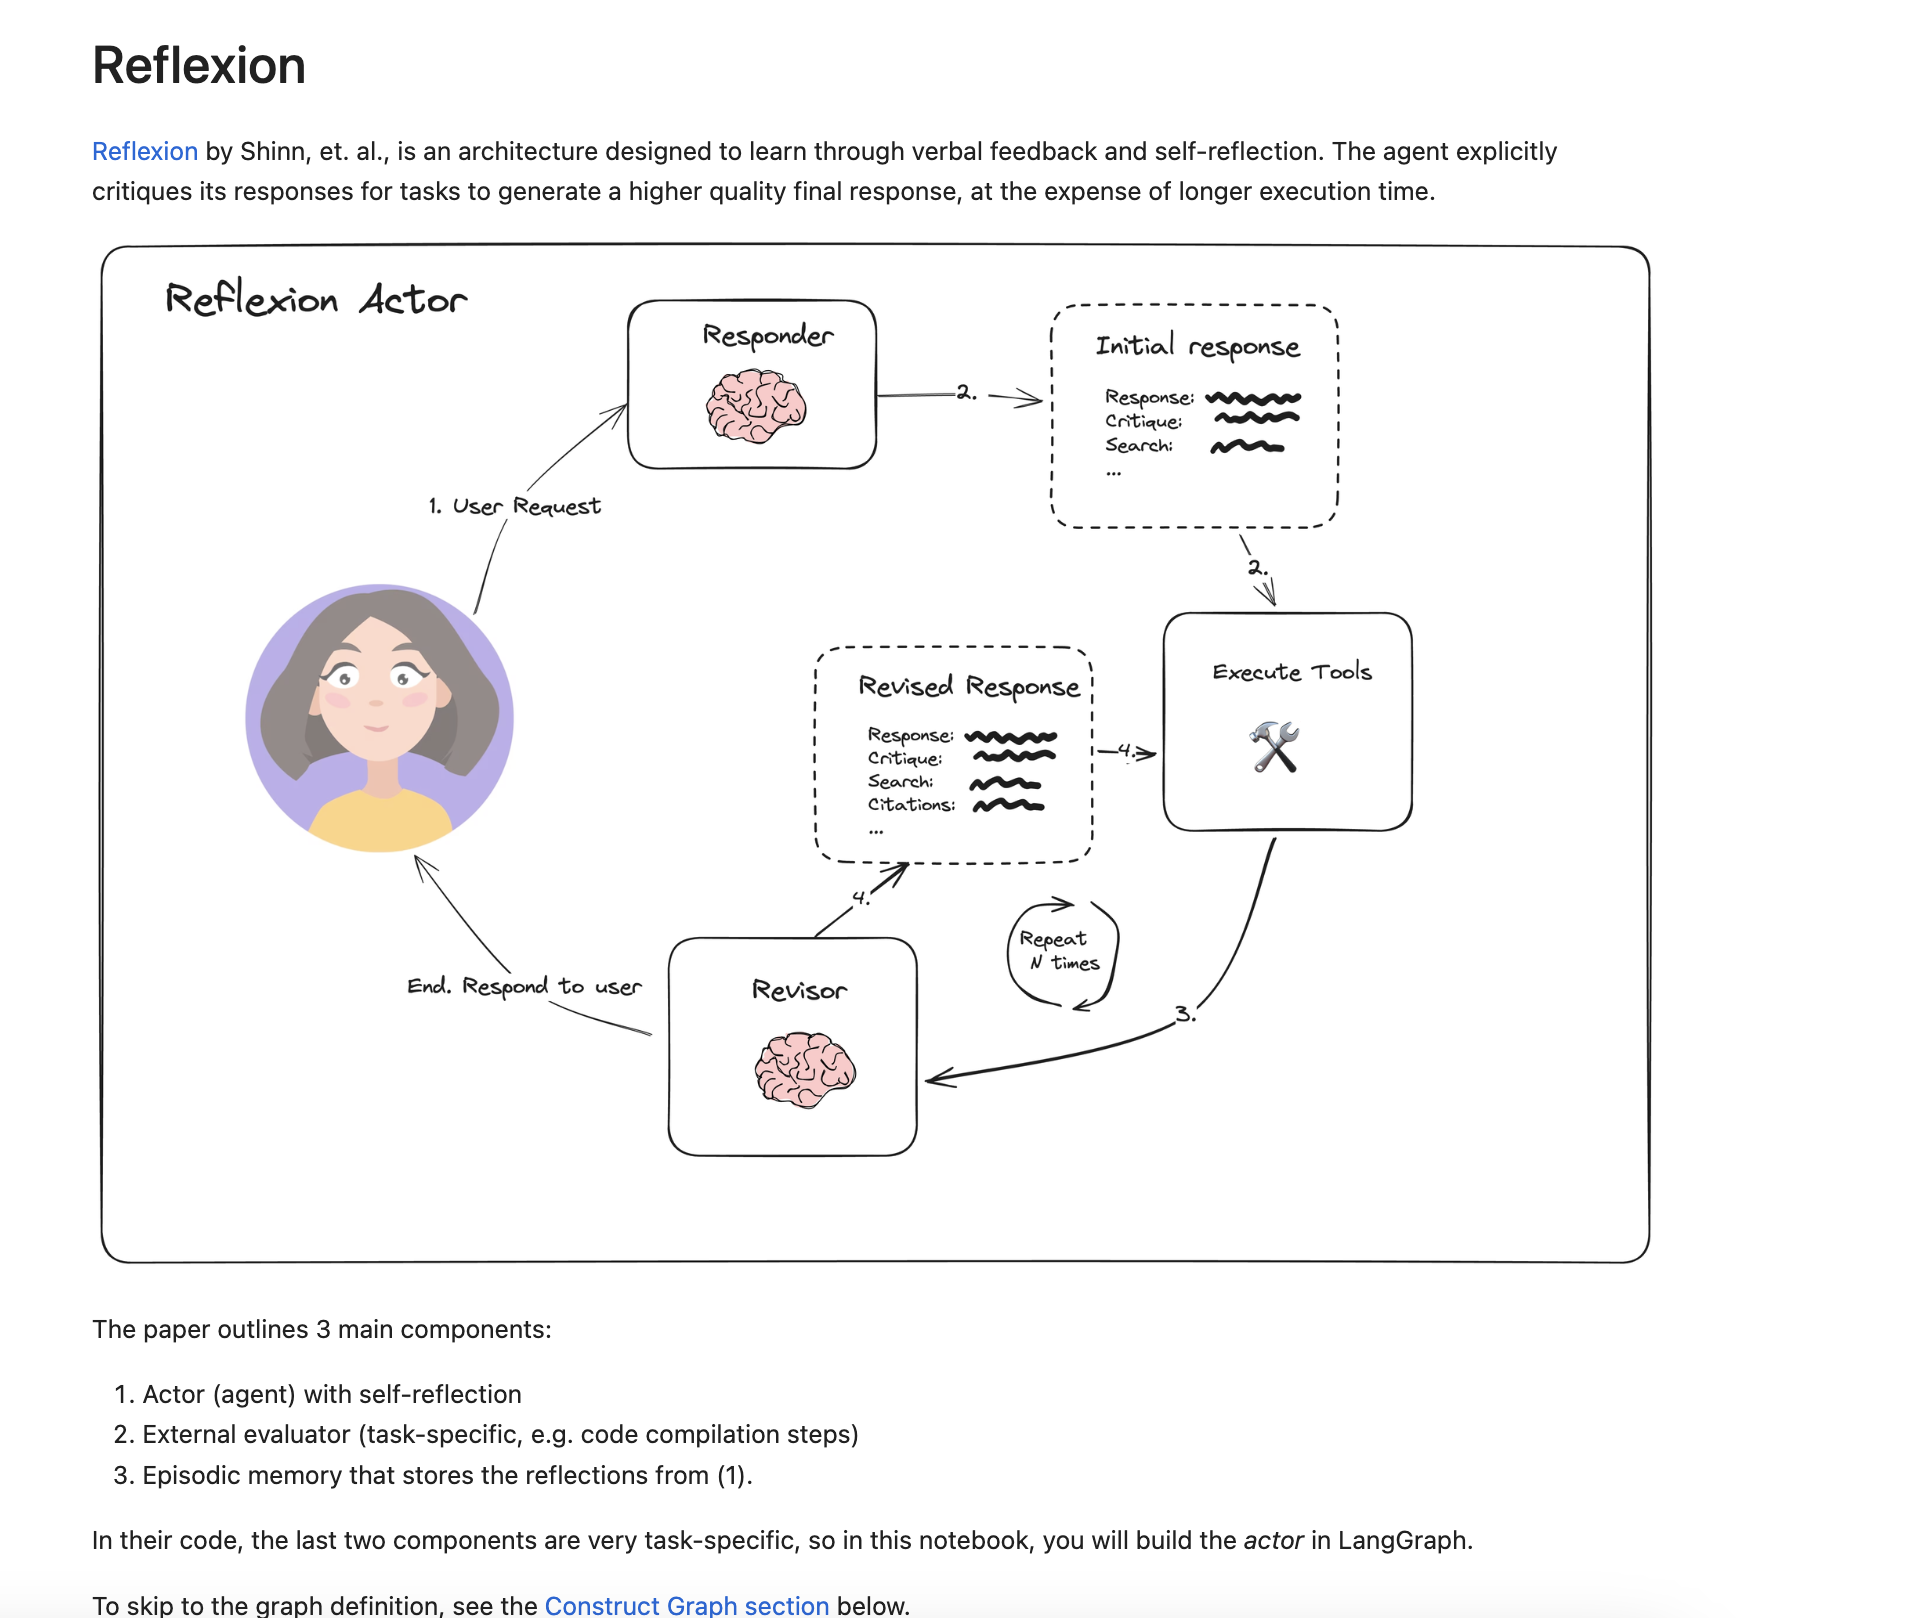 Reflexion
Reflexion by Shinn, et. al., is an architecture designed to learn through verbal feedback and self-reflection. The agent explicitly
critiques its responses for tasks to generate a higher quality final response, at the expense of longer execution time.
Reflexion Actor
Responder
2.
Initial response
Response:
Critique:
Search:
...
1. User Request
2.
Execute Tools
Revised Response
Response:
Critique:
Search:
Citations:
...
4.
4.
Repeat
N times
3.
End. Respond to user
Revisor
The paper outlines 3 main components:
1. Actor (agent) with self-reflection
2. External evaluator (task-specific, e.g. code compilation steps)
3. Episodic memory that stores the reflections from (1).
In their code, the last two components are very task-specific, so in this notebook, you will build the actor in LangGraph.
To skip to the graph definition, see the Construct Graph section below.